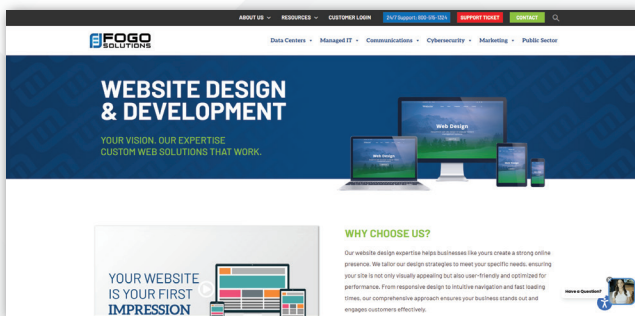 ABOUT US RESOURCES CUSTOMER LOGIN 24/7 Support: 800-515-1324 SUPPORT TICKET CONTACT
FOGO
SOLUTIONS
Data Centers Managed IT Communications Cybersecurity Marketing Public Sector
WEBSITE DESIGN
& DEVELOPMENT
YOUR VISION. OUR EXPERTISE
CUSTOM WEB SOLUTIONS THAT WORK.
Web Design
Web Design
Web Design
WHY CHOOSE US?
Our website design expertise helps businesses like yours create a strong online
presence. We tailor our design strategies to meet your specific needs, ensuring
your site is not only visually appealing but also user-friendly and optimized for
performance. From responsive design to intuitive navigation and fast loading
times, our comprehensive approach ensures your business stands out and
engages customers effectively.
YOUR WEBSITE
IS YOUR FIRST
IMPRESSION
Have a Question?